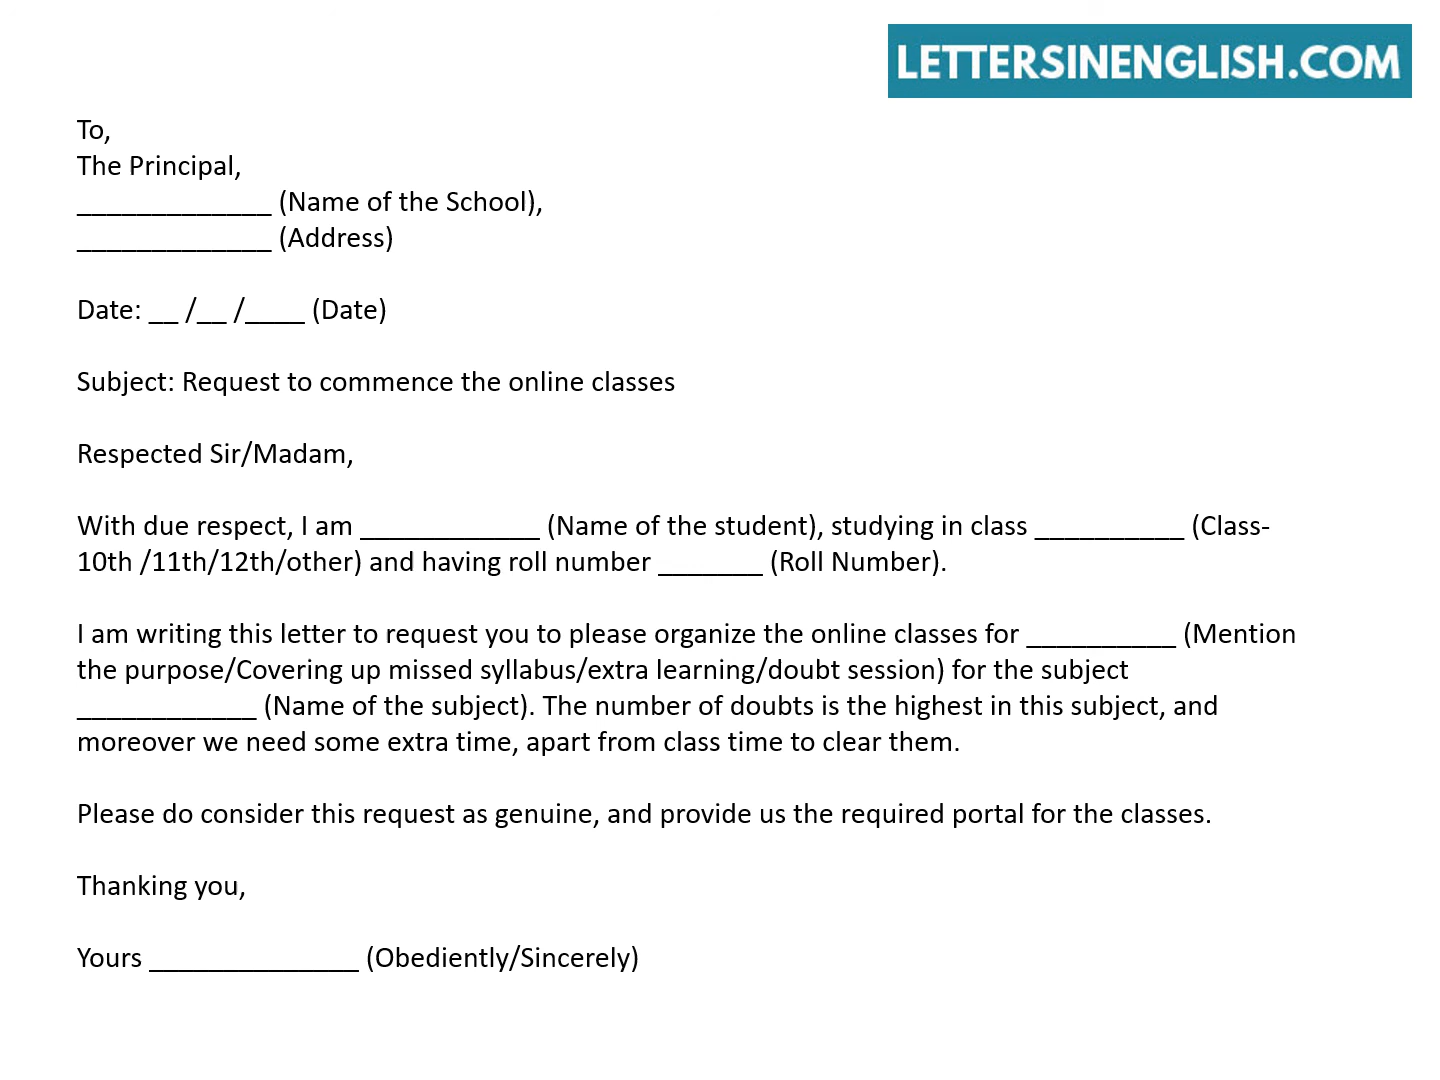 LETTERSINENGLISH.COM
To,
The Principal,
_____________ (Name of the School),
_____________ (Address)
Date: __ /__ /____ (Date)
Subject: Request to commence the online classes
Respected Sir/Madam,
With due respect, I am ____________ (Name of the student), studying in class __________ (Class-
10th /11th/12th/other) and having roll number _______ (Roll Number).
I am writing this letter to request you to please organize the online classes for __________ (Mention
the purpose/Covering up missed syllabus/extra learning/doubt session) for the subject
____________ (Name of the subject). The number of doubts is the highest in this subject, and
moreover we need some extra time, apart from class time to clear them.
Please do consider this request as genuine, and provide us the required portal for the classes.
Thanking you,
Yours ______________ (Obediently/Sincerely)